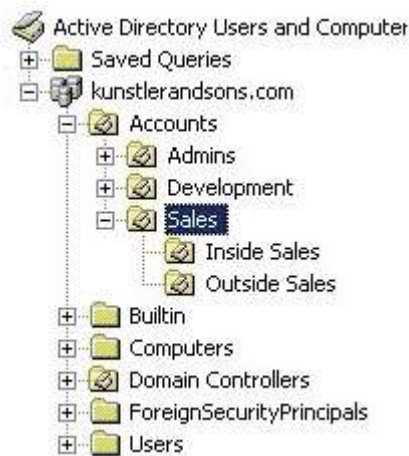 Active Directory Users and Computer
Saved Queries
kunstlerandsons.com
Accounts
Admins
Development
Sales
Inside Sales
Outside Sales
Builtin
Computers
Domain Controllers
ForeignSecurityPrincipals
Users